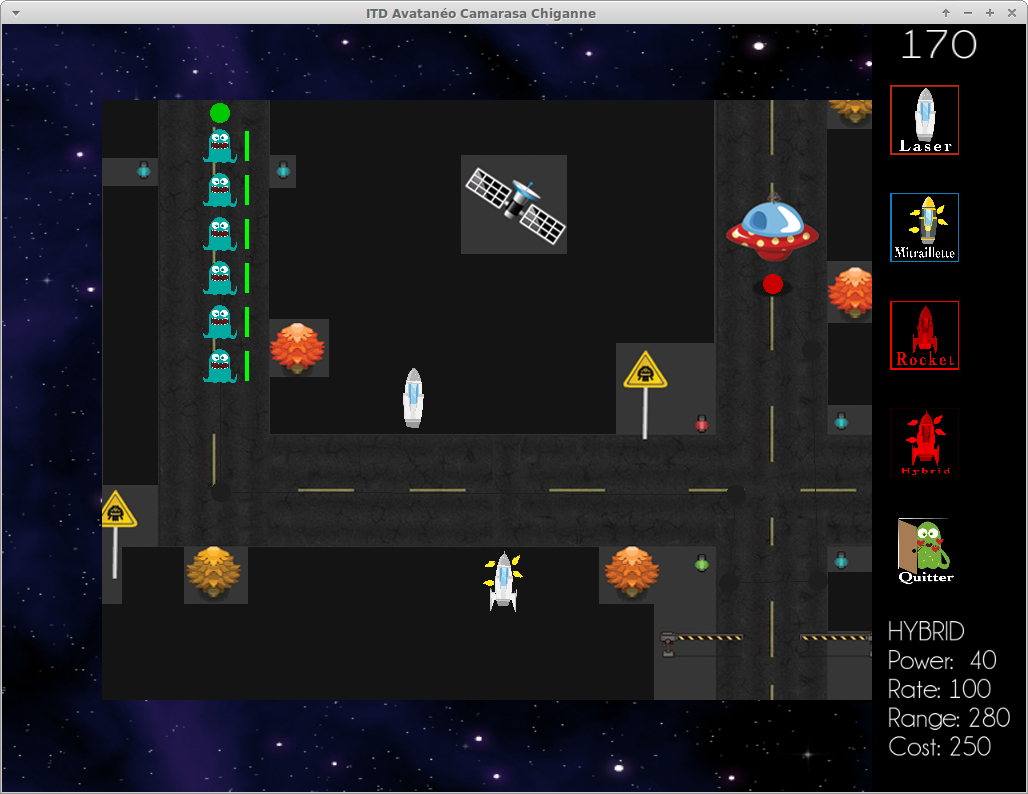 ITD Avatanéo Camarasa Chiganne
170
Laser
Mitraillette
Rocket
Hybrid
Quitter
HYBRID
Power: 40
Rate: 100
Range: 280
Cost: 250